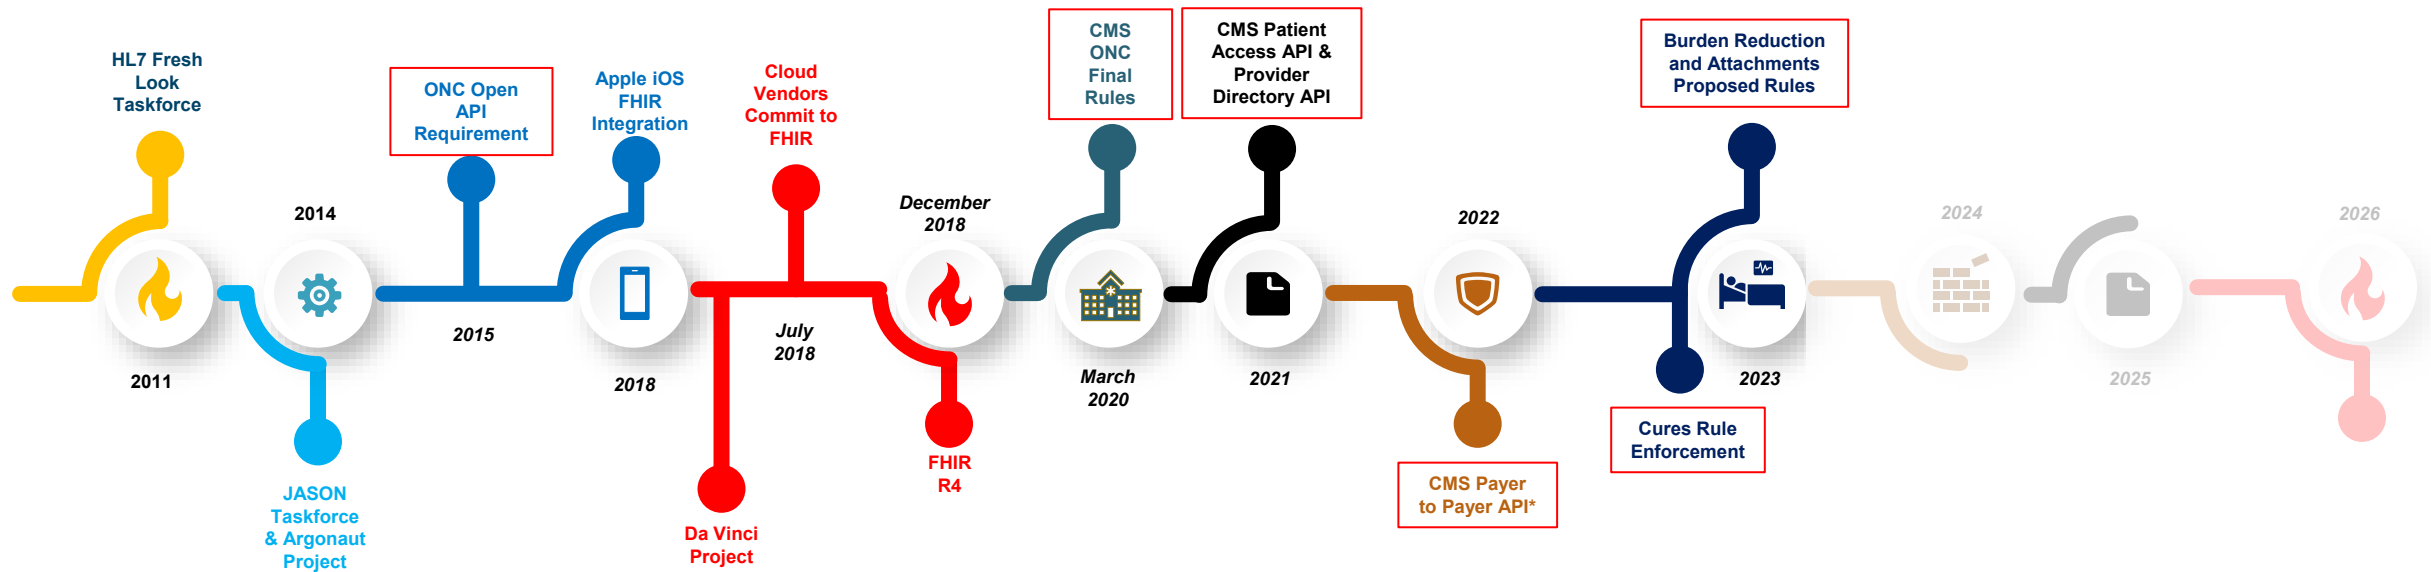 HL7 Fresh
Look
Taskforce
2011
2014
JASON
Taskforce
& Argonaut
Project
ONC Open
API
Requirement
2015
Apple iOS
FHIR
Integration
2018
Cloud
Vendors
Commit to
FHIR
July
2018
Da Vinci
Project
December
2018
FHIR
R4
CMS
ONC
Final
Rules
March
2020
CMS Patient
Access API &
Provider
Directory API
2021
2022
CMS Payer
to Payer API*
Burden Reduction
and Attachments
Proposed Rules
2023
Cures Rule
Enforcement
2024
2025
2026